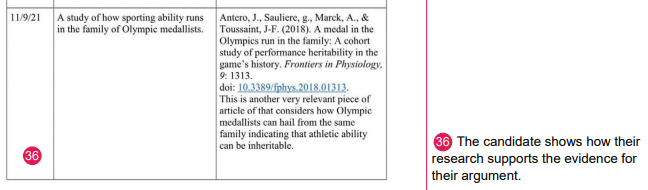 11/9/21
A study of how sporting ability runs
in the family of Olympic medallists.
Antero, J., Sauliere, g., Marck, A., &
Toussaint, J-F. (2018). A medal in the
Olympics run in the family: A cohort
study of performance heritability in the
game's history. Frontiers in Physiology,
9: 1313.
doi: 10.3389/fphys.2018.01313.
This is another very relevant piece of
article of that considers how Olympic
medallists can hail from the same
family indicating that athletic ability
can be inheritable.
36
36 The candidate shows how their
research supports the evidence for
their argument.